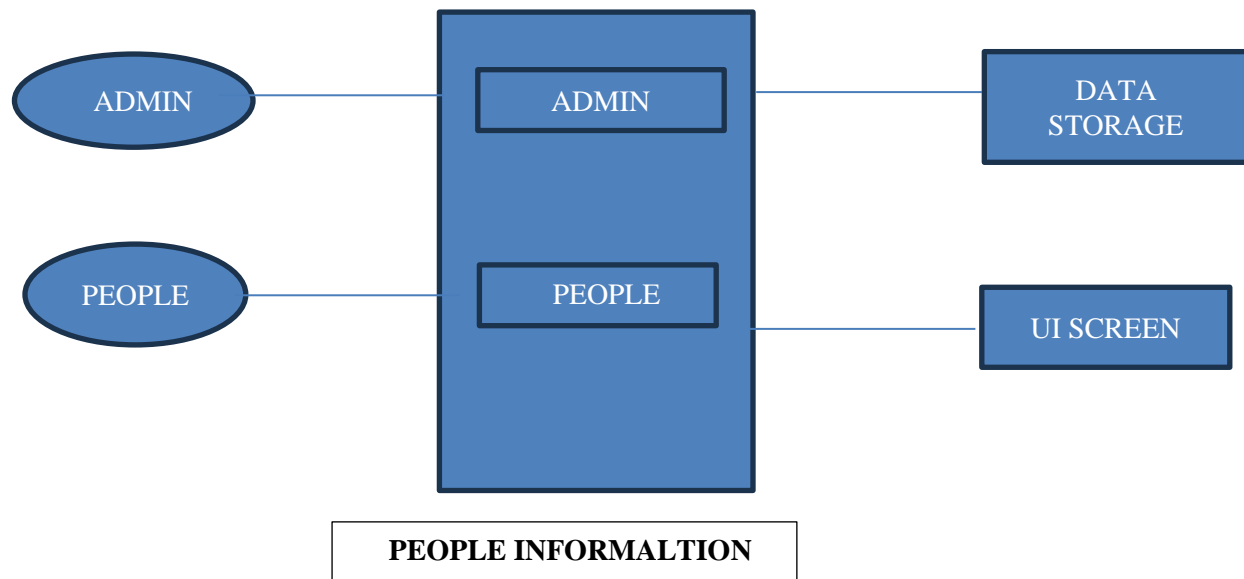 ADMIN
ADMIN
DATA
STORAGE
PEOPLE
PEOPLE
UI SCREEN
PEOPLE INFORMALTION